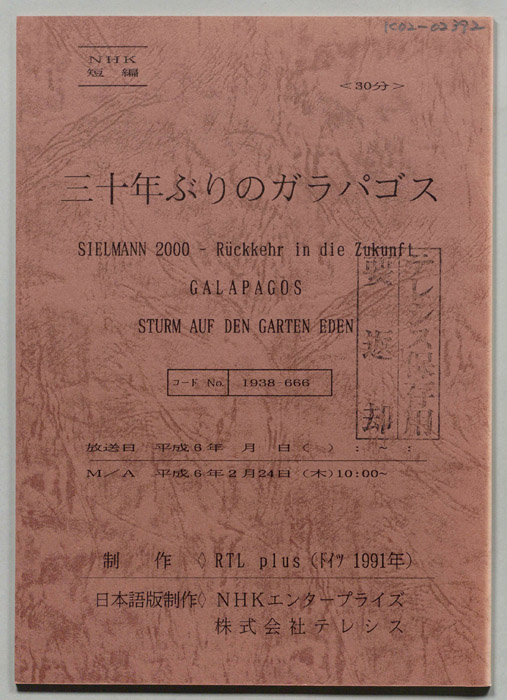 K02-02392
NHK
短編
＜30分＞
三十年ぶりのガラパゴス
SIELMANN 2000 - Rückkehr in die Zukunft
GALAPAGOS
STURM AUF DEN GARTEN EDEN
テレシス保存用
要返却
コード No. 1938 666
放送日 平成6年 月 日( ) : ~ :
M/A 平成6年2月24日(木)10:00~
制作◇RTL plus(ドイツ 1991年)
日本語版制作◇NHKエンタープライズ
株式会社テレシス